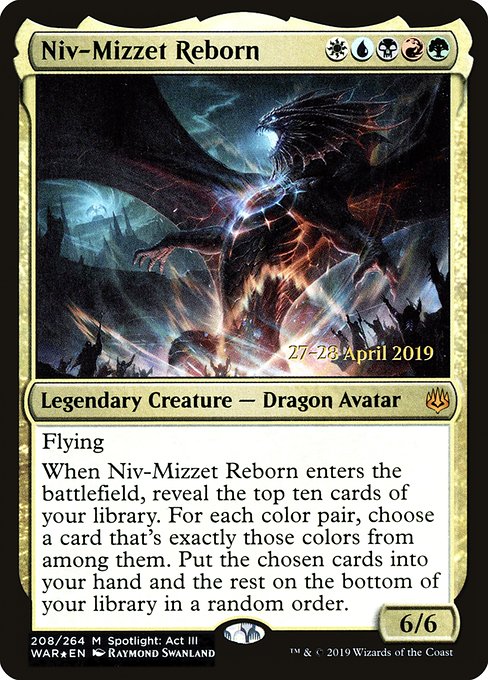 Niv-Mizzet Reborn
27-28 April 2019
Legendary Creature — Dragon Avatar
Flying
When Niv-Mizzet Reborn enters the
battlefield, reveal the top ten cards of
your library. For each color pair, choose
a card that's exactly those colors from
among them. Put the chosen cards into
your hand and the rest on the bottom of
your library in a random order.
6/6
208/264 M Spotlight: Act III
WAR★EN Raymond Swanland
™ & © 2019 Wizards of the Coast